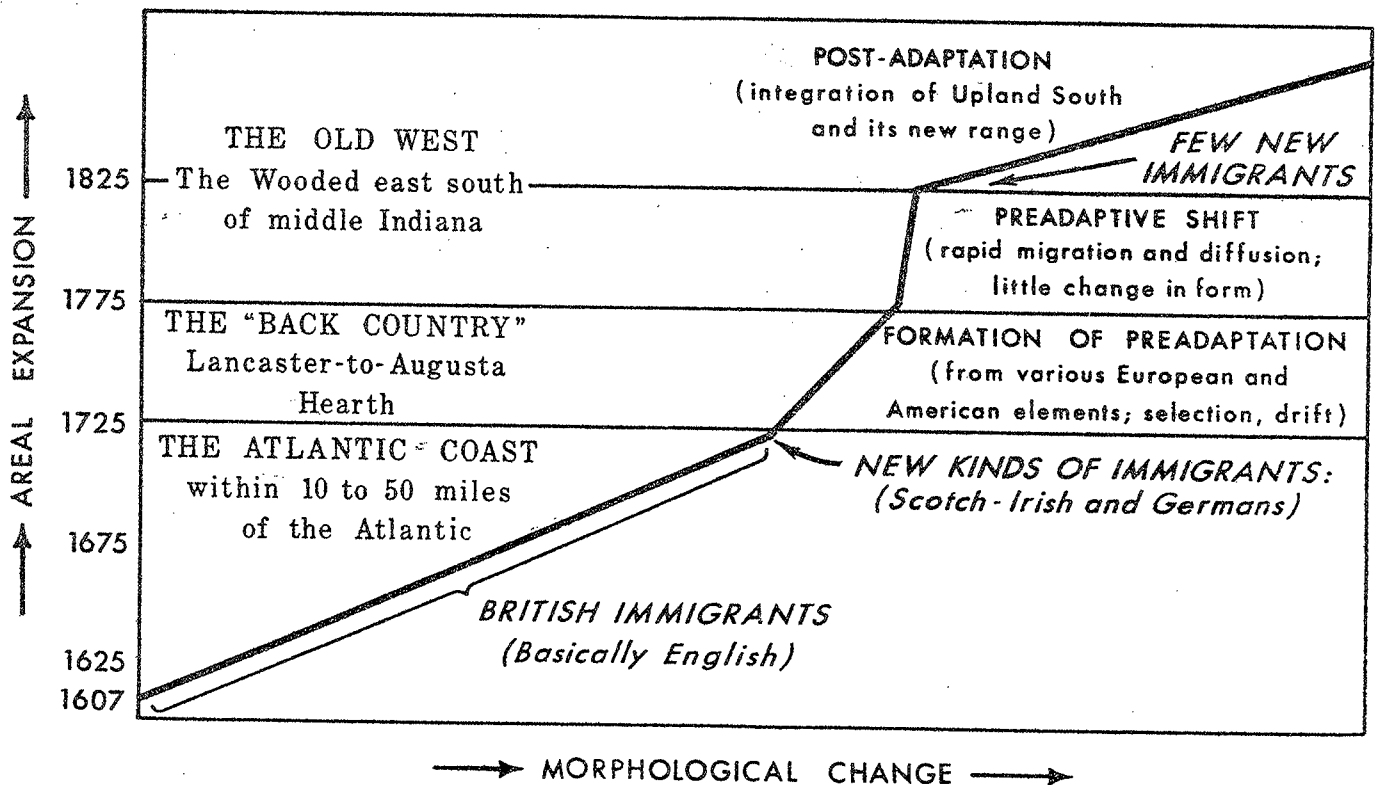 POST-ADAPTATION
(integration of Upland South
and its new range)
THE OLD WEST
The Wooded east south
of middle Indiana
FEW NEW
IMMIGRANTS
1825
PREADAPTIVE SHIFT
(rapid migration and diffusion;
little change in form)
1775
THE "BACK COUNTRY"
Lancaster-to-Augusta
Hearth
FORMATION OF PREADAPTATION
(from various European and
American elements; selection, drift)
1725
THE ATLANTIC COAST
within 10 to 50 miles
of the Atlantic
NEW KINDS OF IMMIGRANTS:
(Scotch-Irish and Germans)
1675
BRITISH IMMIGRANTS
(Basically English)
1625
1607
AREAL EXPANSION
MORPHOLOGICAL CHANGE